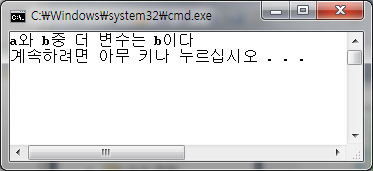 C:₩Windows₩system32₩cmd.exe
a와 b중 더 변수는 b이다
계속하려면 아무 키나 누르십시오 . . .